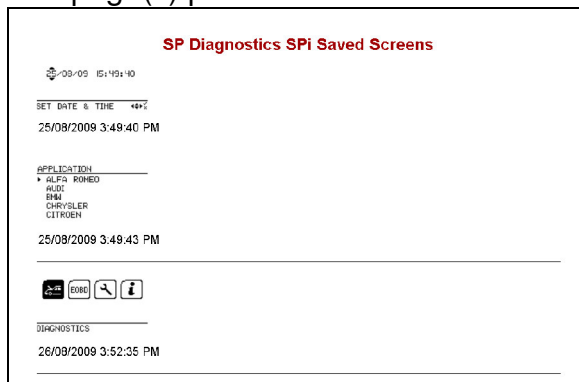 SP Diagnostics SPi Saved Screens
25/08/09 15:49:40
SET DATE & TIME
25/08/2009 3:49:40 PM
APPLICATION
ALFA ROMEO
AUDI
BMW
CHRYSLER
CITROEN
25/08/2009 3:49:43 PM
EOBD
DIAGNOSTICS
26/08/2009 3:52:35 PM